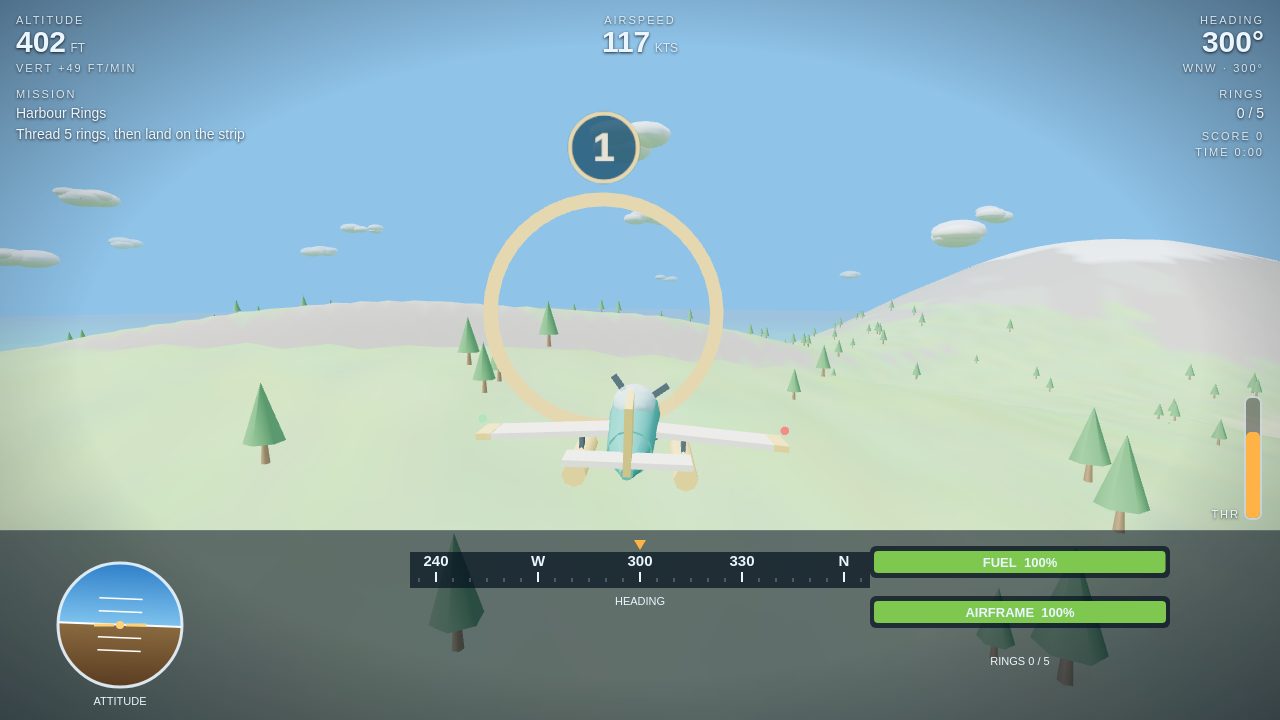 ALTITUDE
402 FT
VERT +49 FT/MIN
MISSION
Harbour Rings
Thread 5 rings, then land on the strip
AIRSPEED
117 KTS
HEADING
300°
WNW · 300°
RINGS
0 / 5
SCORE 0
TIME 0:00
1
THR
240 W 300 330 N
HEADING
FUEL 100%
AIRFRAME 100%
RINGS 0 / 5
ATTITUDE